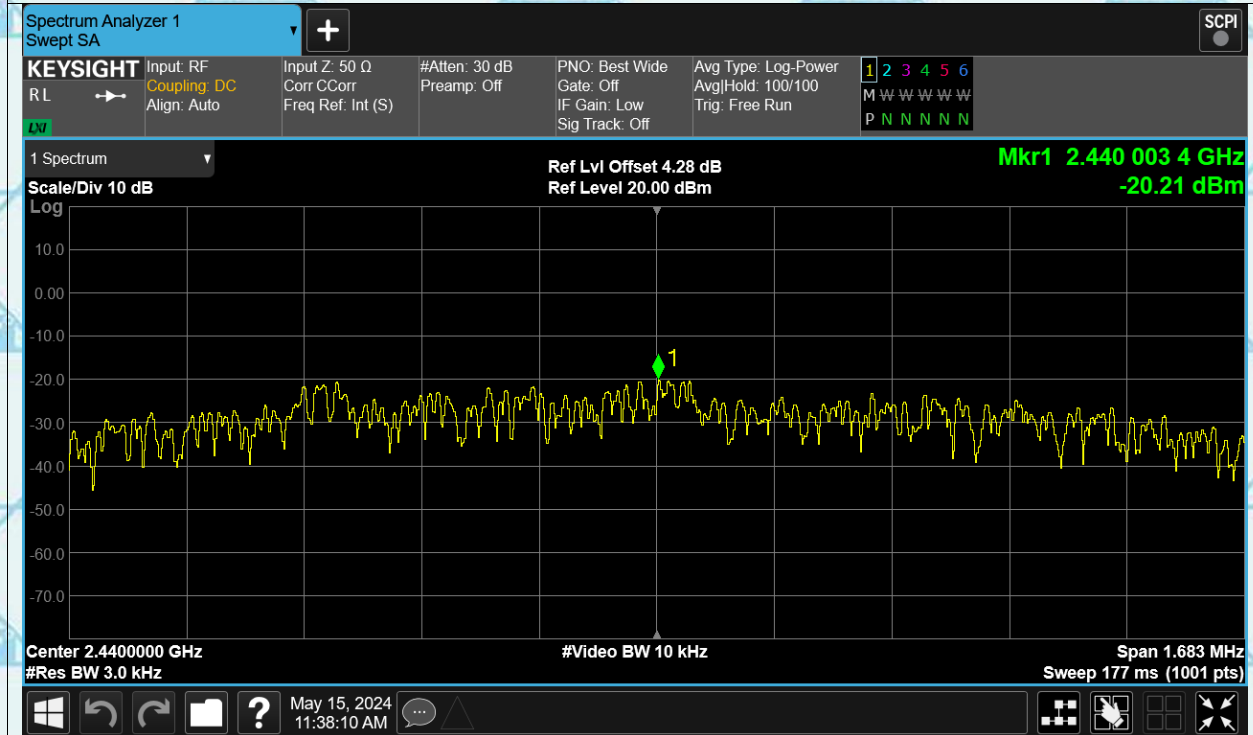 Spectrum Analyzer 1
Swept SA
+
SCPI
KEYSIGHT
R L
LXI
Input: RF
Coupling: DC
Align: Auto
Input Z: 50 Ω
Corr CCorr
Freq Ref: Int (S)
#Atten: 30 dB
Preamp: Off
PNO: Best Wide
Gate: Off
IF Gain: Low
Sig Track: Off
Avg Type: Log-Power
Avg|Hold: 100/100
Trig: Free Run
1 2 3 4 5 6
M W W W W W
P N N N N N
1 Spectrum
Scale/Div 10 dB
Log
Ref Lvl Offset 4.28 dB
Ref Level 20.00 dBm
Mkr1 2.440 003 4 GHz
-20.21 dBm
10.0
0.00
-10.0
1
-20.0
-30.0
-40.0
-50.0
-60.0
-70.0
Center 2.4400000 GHz
#Res BW 3.0 kHz
#Video BW 10 kHz
Span 1.683 MHz
Sweep 177 ms (1001 pts)
?
May 15, 2024
11:38:10 AM